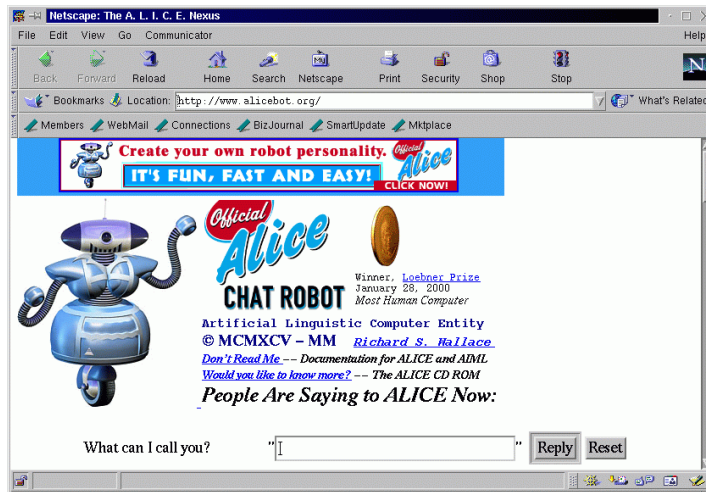 Netscape: The A. L. I. C. E. Nexus
File Edit View Go Communicator Help
Back Forward Reload Home Search Netscape Print Security Shop Stop
N
Bookmarks Location: http://www.alicebot.org/ What's Related
Members WebMail Connections BizJournal SmartUpdate Mktplace
Create your own robot personality.
IT'S FUN, FAST AND EASY!
Official Alice
CLICK NOW!
Official
Alice
CHAT ROBOT
Winner, Loebner Prize
January 28, 2000
Most Human Computer
Artificial Linguistic Computer Entity
© MCMXCV – MM Richard S. Wallace
Don't Read Me –– Documentation for ALICE and AIML
Would you like to know more? –– The ALICE CD ROM
People Are Saying to ALICE Now:
What can I call you? " " Reply Reset